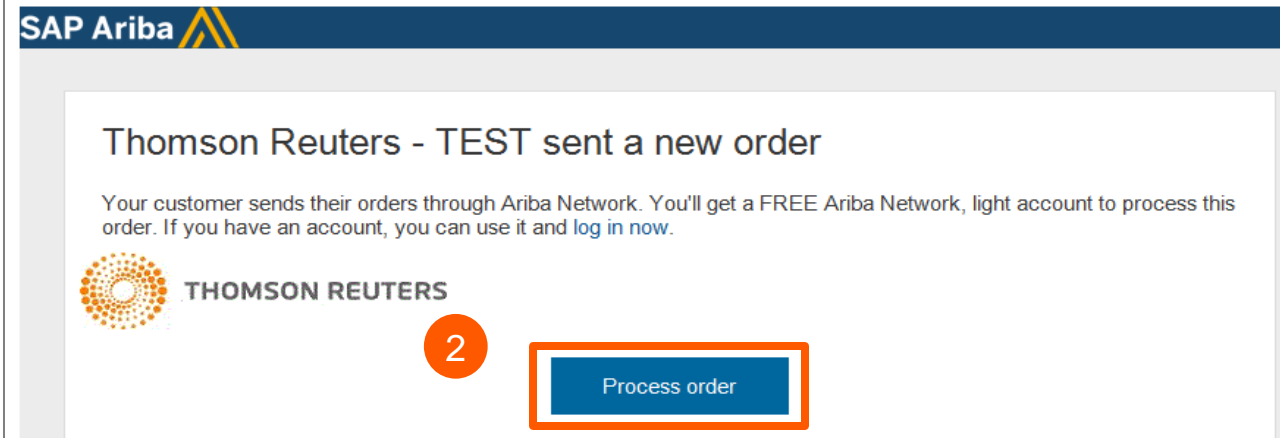 SAP Ariba
Thomson Reuters - TEST sent a new order
Your customer sends their orders through Ariba Network. You'll get a FREE Ariba Network, light account to process this
order. If you have an account, you can use it and log in now.
THOMSON REUTERS
2
Process order